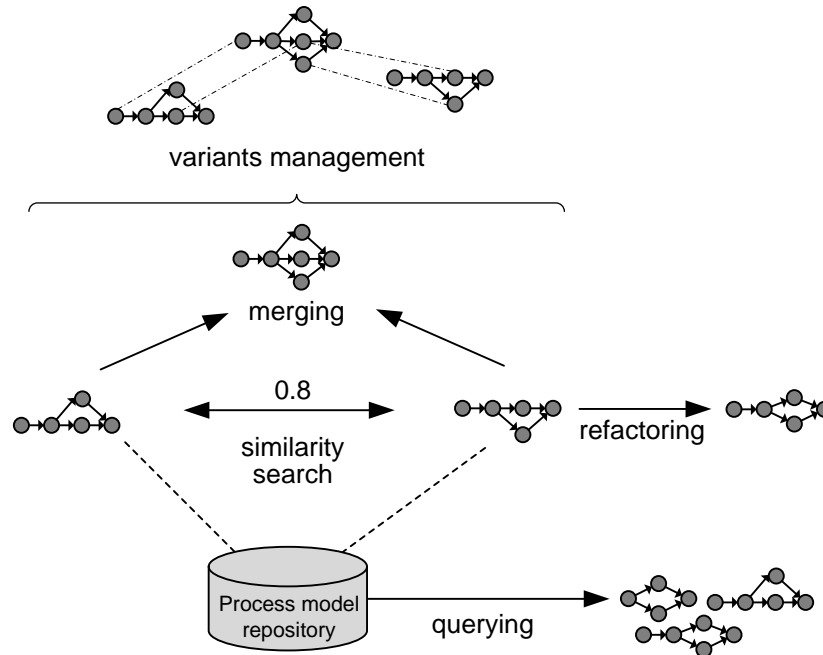 variants management
merging
0.8
similarity
search
refactoring
Process model
repository
querying